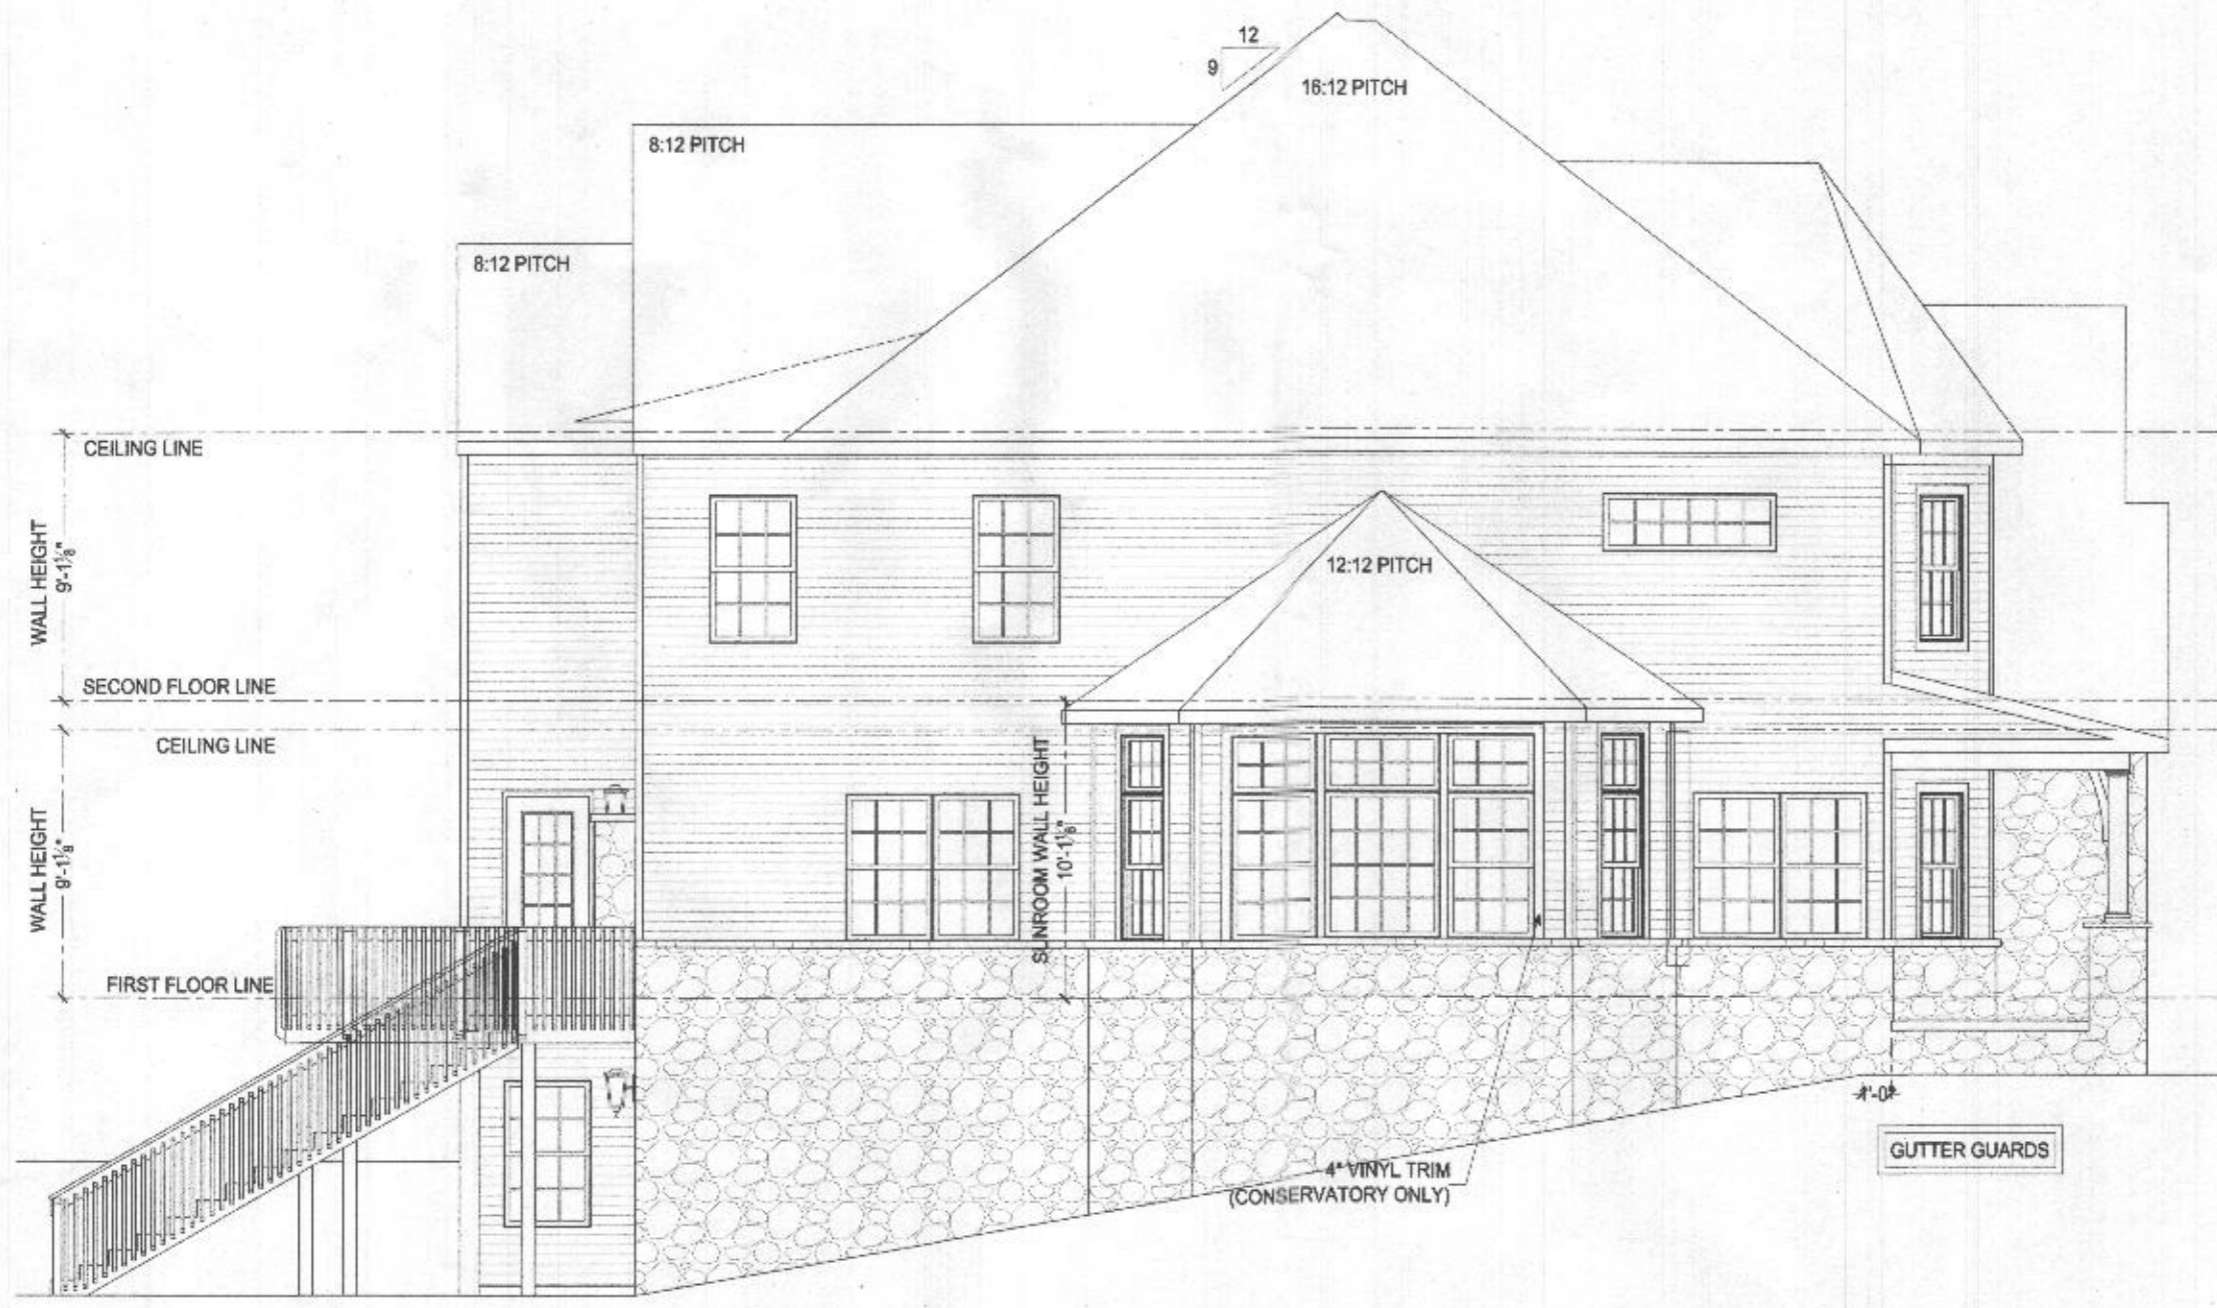 12
9
16:12 PITCH
8:12 PITCH
8:12 PITCH
CEILING LINE
WALL HEIGHT
9'-1⅛"
12:12 PITCH
SECOND FLOOR LINE
CEILING LINE
WALL HEIGHT
9'-1⅛"
SUNROOM WALL HEIGHT
10'-1⅛"
FIRST FLOOR LINE
1'-0"
GUTTER GUARDS
4" VINYL TRIM
(CONSERVATORY ONLY)